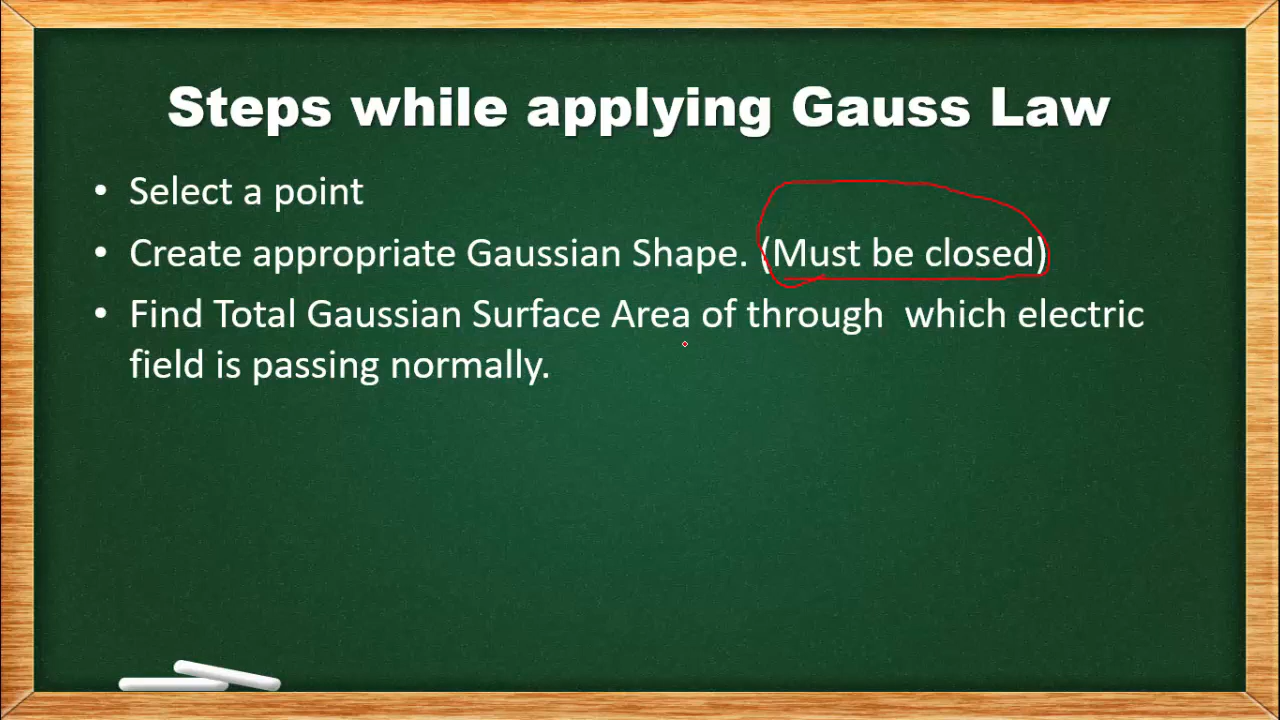 Steps while applying Gauss Law
• Select a point
• Create appropriate Gaussian Shape. (Must be closed)
• Find Total Gaussian Surface Area of through  which electric
field is passing normally.